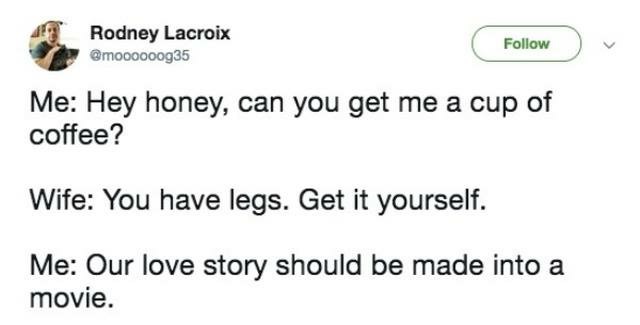 Rodney Lacroix
@moooooog35
Follow
Me: Hey honey, can you get me a cup of
coffee?
Wife: You have legs. Get it yourself.
Me: Our love story should be made into a
movie.